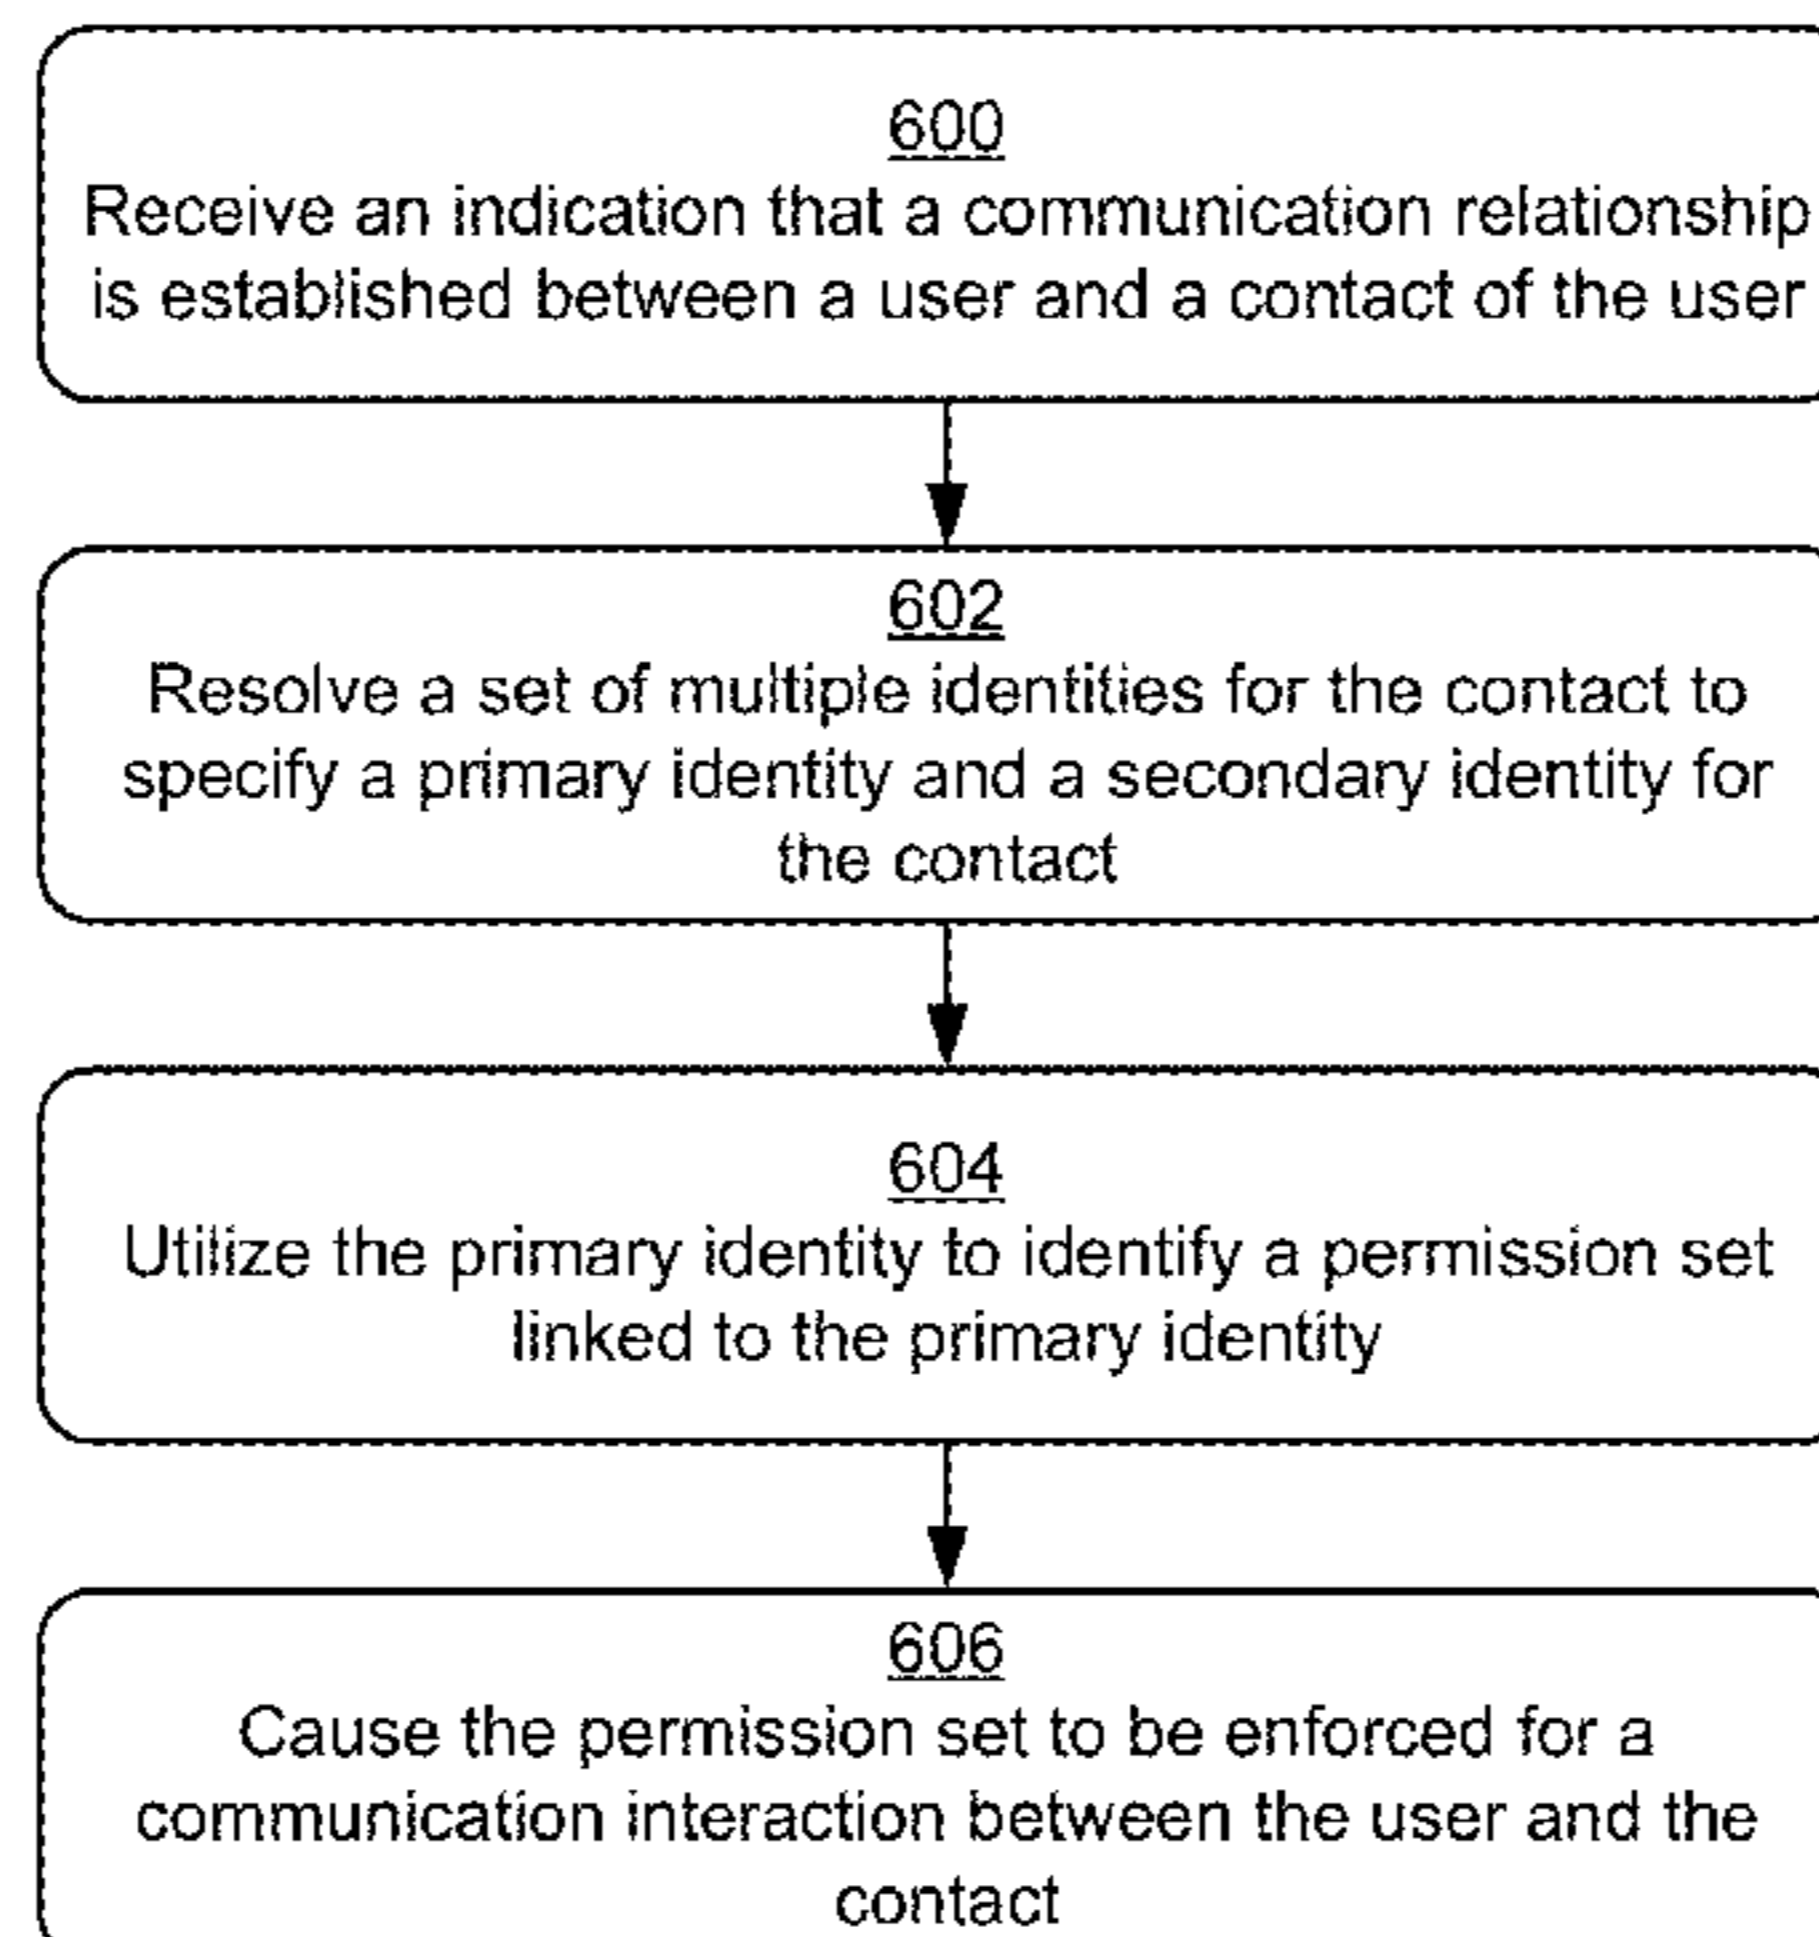 600
Receive an indication that a communication relationship
is established between a user and a contact of the user
602
Resolve a set of multiple identities for the contact to
specify a primary identity and a secondary identity for
the contact
604
Utilize the primary identity to identify a permission set
linked to the primary identity
606
Cause the permission set to be enforced for a
communication interaction between the user and the
contact